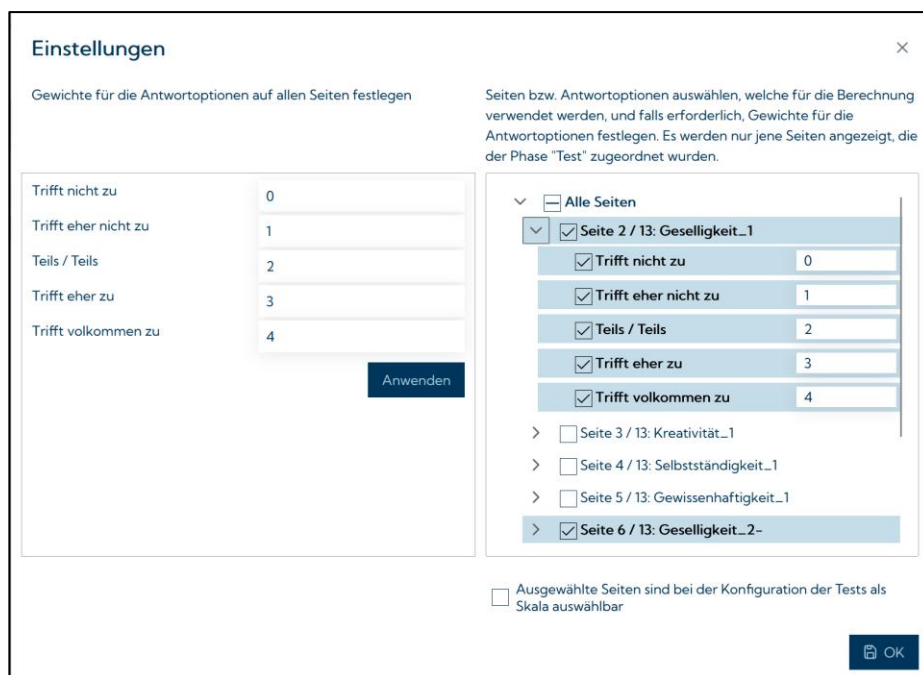 Einstellungen
Gewichte für die Antwortoptionen auf allen Seiten festlegen
Seiten bzw. Antwortoptionen auswählen, welche für die Berechnung
verwendet werden, und falls erforderlich, Gewichte für die
Antwortoptionen festlegen. Es werden nur jene Seiten angezeigt, die
der Phase "Test" zugeordnet wurden.
Trifft nicht zu 0
Trifft eher nicht zu 1
Teils / Teils 2
Trifft eher zu 3
Trifft volkommen zu 4
Anwenden
Alle Seiten
Seite 2 / 13: Geselligkeit_1
Trifft nicht zu 0
Trifft eher nicht zu 1
Teils / Teils 2
Trifft eher zu 3
Trifft volkommen zu 4
Seite 3 / 13: Kreativität_1
Seite 4 / 13: Selbstständigkeit_1
Seite 5 / 13: Gewissenhaftigkeit_1
Seite 6 / 13: Geselligkeit_2-
Ausgewählte Seiten sind bei der Konfiguration der Tests als
Skala auswählbar
OK